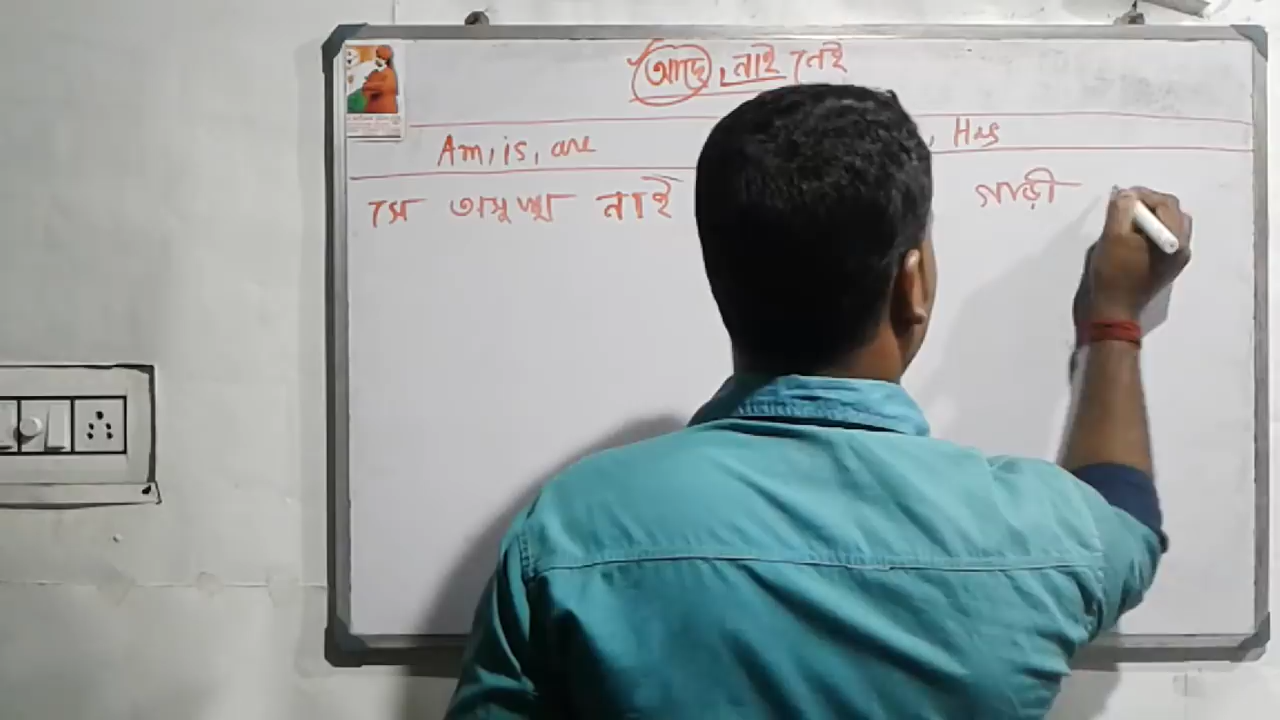 আছে, নাই নেই
Am, is, are , Has
সে অসুস্থ নাই গাড়ী